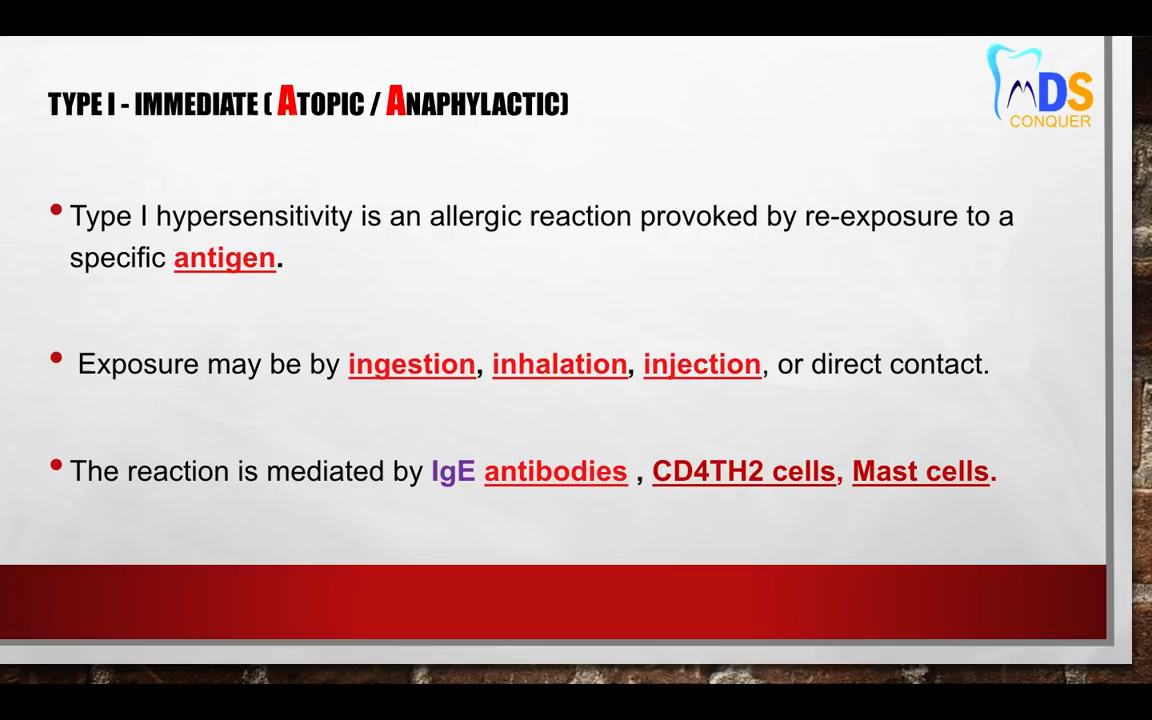 TYPE I - IMMEDIATE ( ATOPIC / ANAPHYLACTIC)
MDS
CONQUER
• Type I hypersensitivity is an allergic reaction provoked by re-exposure to a
specific antigen.
• Exposure may be by ingestion, inhalation, injection, or direct contact.
• The reaction is mediated by IgE antibodies , CD4TH2 cells, Mast cells.